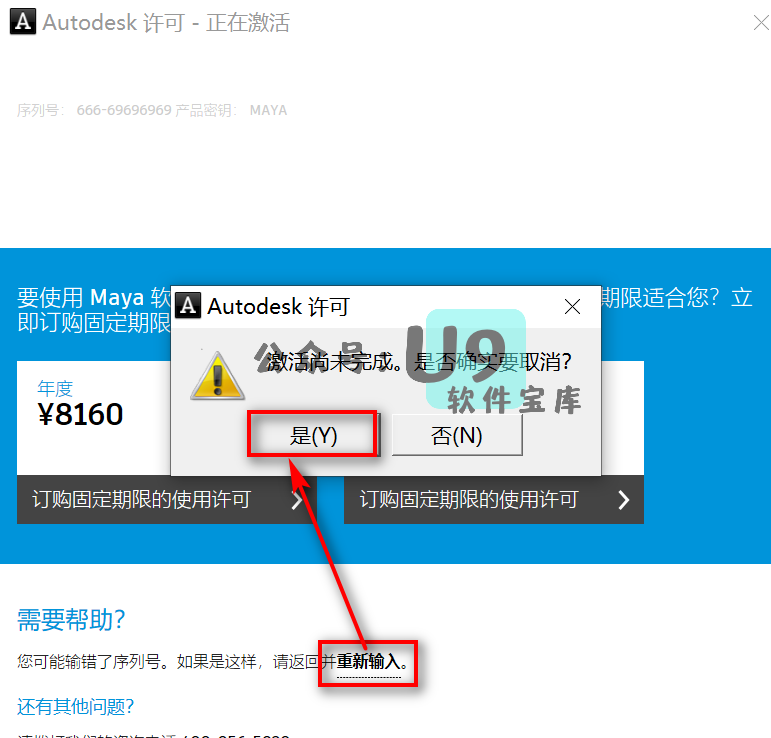 Autodesk 许可 - 正在激活
序列号： 666-69696969 产品密钥： MAYA
要使用 Maya 软
期限适合您？立
即订购固定期限
Autodesk 许可
激活尚未完成。是否确实要取消？
公众号：U9
软件宝库
是(Y)
否(N)
年度
¥8160
订购固定期限的使用许可
订购固定期限的使用许可
需要帮助？
您可能输错了序列号。如果是这样，请返回并重新输入。
还有其他问题？